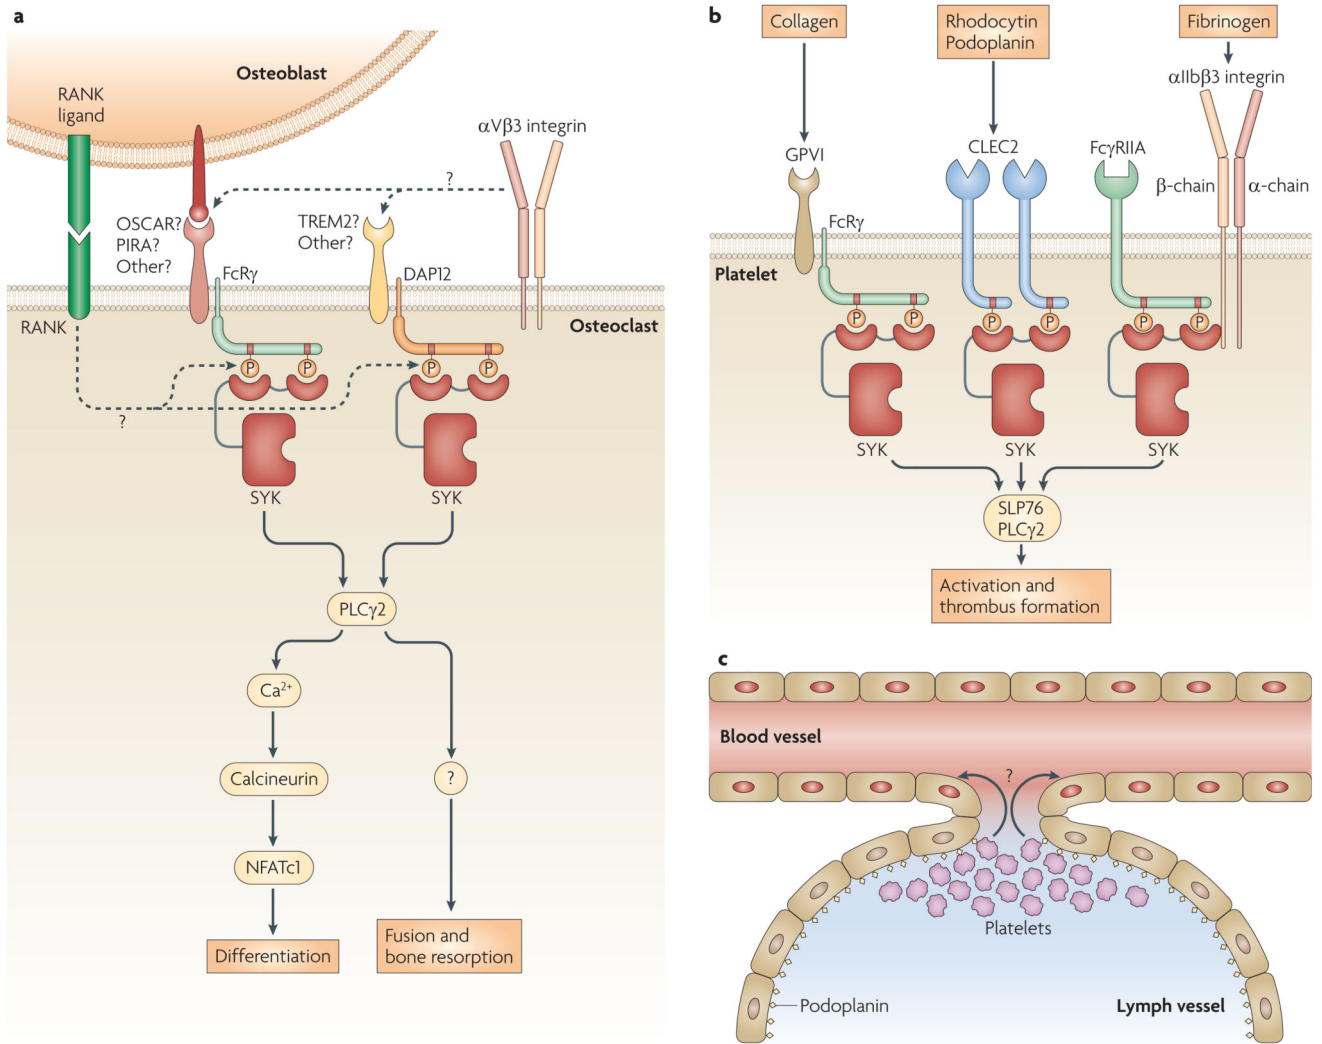 a
Osteoblast
RANK
ligand
αVβ3 integrin
?
OSCAR?
PIRA?
Other?
TREM2?
Other?
FcRγ
DAP12
RANK
Osteoclast
P
P
P
P
?
SYK
SYK
PLCγ2
Ca²⁺
Calcineurin
?
NFATc1
Differentiation
Fusion and
bone resorption
b
Collagen
Rhodocytin
Podoplanin
Fibrinogen
αIIbβ3 integrin
GPVI
CLEC2
FcγRIIA
β-chain
α-chain
FcRγ
Platelet
P
P
P
P
P
P
SYK
SYK
SYK
SLP76
PLCγ2
Activation and
thrombus formation
c
Blood vessel
?
Platelets
Podoplanin
Lymph vessel